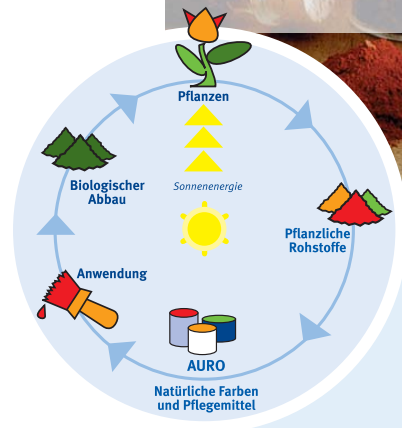 Pflanzen
Sonnenenergie
Pflanzliche
Rohstoffe
AURO
Natürliche Farben
und Pflegemittel
Anwendung
Biologischer
Abbau